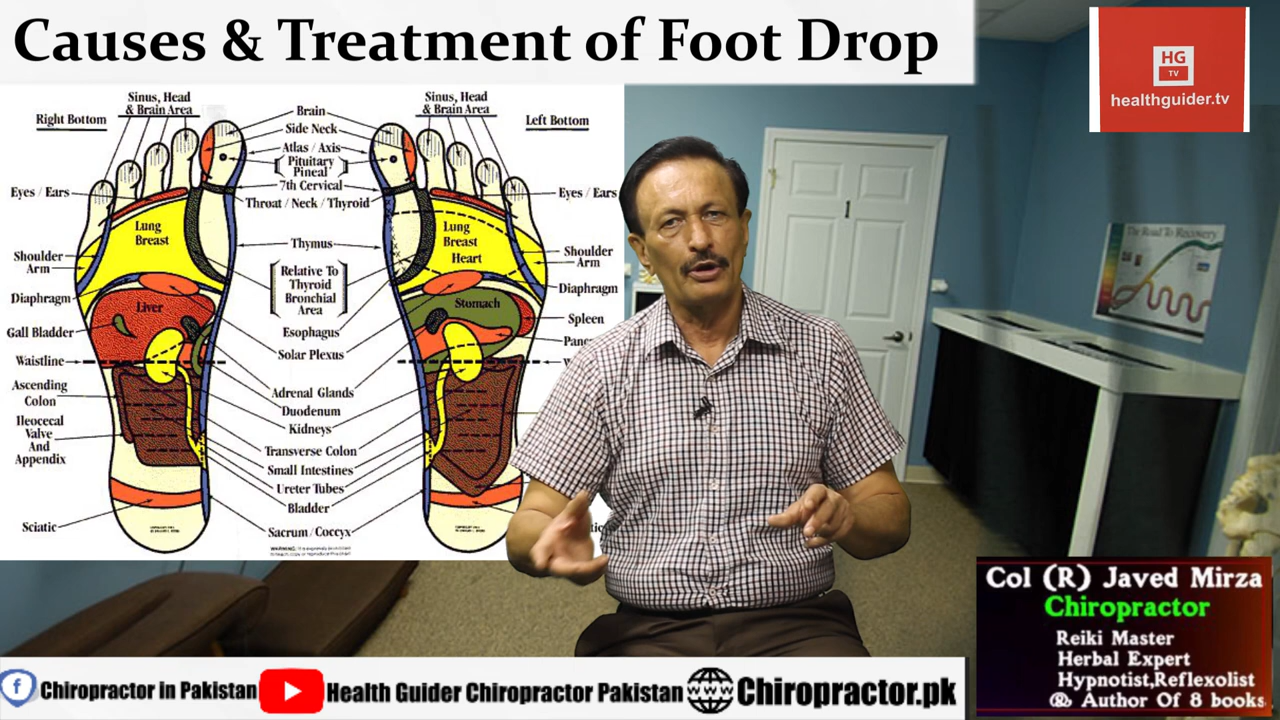 Causes & Treatment of Foot Drop
HG
TV
healthguider.tv
Sinus, Head
& Brain Area
Right Bottom
Sinus, Head
& Brain Area
Left Bottom
Brain
Side Neck
Atlas / Axis
Pituitary
Pineal
7th Cervical
Throat / Neck / Thyroid
Eyes / Ears
Eyes / Ears
Lung
Breast
Lung
Breast
Heart
Thymus
Shoulder
Arm
Shoulder
Arm
Relative To
Thyroid
Bronchial
Area
Diaphragm
Diaphragm
Liver
Stomach
Gall Bladder
Esophagus
Spleen
Solar Plexus
Waistline
Ascending
Colon
Adrenal Glands
Duodenum
Kidneys
Ileocecal
Valve
And
Appendix
Transverse Colon
Small Intestines
Ureter Tubes
Bladder
Sciatic
Sacrum / Coccyx
1
The Road To Recovery
Col (R) Javed Mirza
Chiropractor
Reiki Master
Herbal Expert
Hypnotist,Reflexolist
& Author Of 8 books
Chiropractor in Pakistan
Health Guider Chiropractor Pakistan
www
Chiropractor.pk